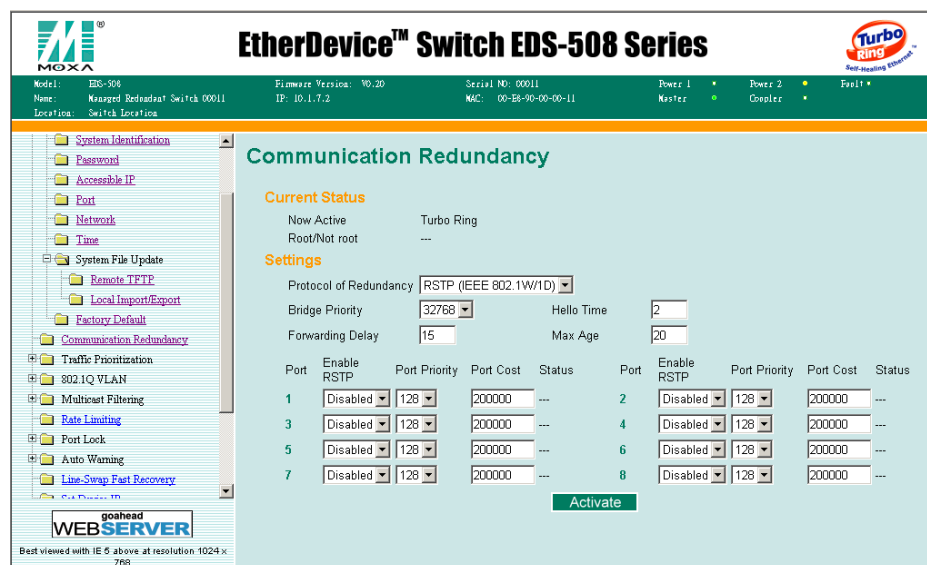 MOXA ®
EtherDevice™ Switch EDS-508 Series
Turbo Ring
Self-Healing Ethernet
Model: EDS-508 Firmware Version: V0.20 Serial NO: 00011 Power 1 Power 2 Fault
Name: Managed Redundant Switch 00011 IP: 10.1.7.2 MAC: 00-E8-90-00-00-11 Master Coupler
Location: Switch Location
System Identification
Password
Accessible IP
Port
Network
Time
System File Update
Remote TFTP
Local Import/Export
Factory Default
Communication Redundancy
Traffic Prioritization
802.1Q VLAN
Multicast Filtering
Rate Limiting
Port Lock
Auto Warning
Line-Swap Fast Recovery
Set Device IP
goahead
WEBSERVER
Best viewed with IE 5 above at resolution 1024 x
768
Communication Redundancy
Current Status
Now Active Turbo Ring
Root/Not root ---
Settings
Protocol of Redundancy RSTP (IEEE 802.1W/1D)
Bridge Priority 32768 Hello Time 2
Forwarding Delay 15 Max Age 20
Port Enable RSTP Port Priority Port Cost Status Port Enable RSTP Port Priority Port Cost Status
1 Disabled 128 200000 --- 2 Disabled 128 200000 ---
3 Disabled 128 200000 --- 4 Disabled 128 200000 ---
5 Disabled 128 200000 --- 6 Disabled 128 200000 ---
7 Disabled 128 200000 --- 8 Disabled 128 200000 ---
Activate